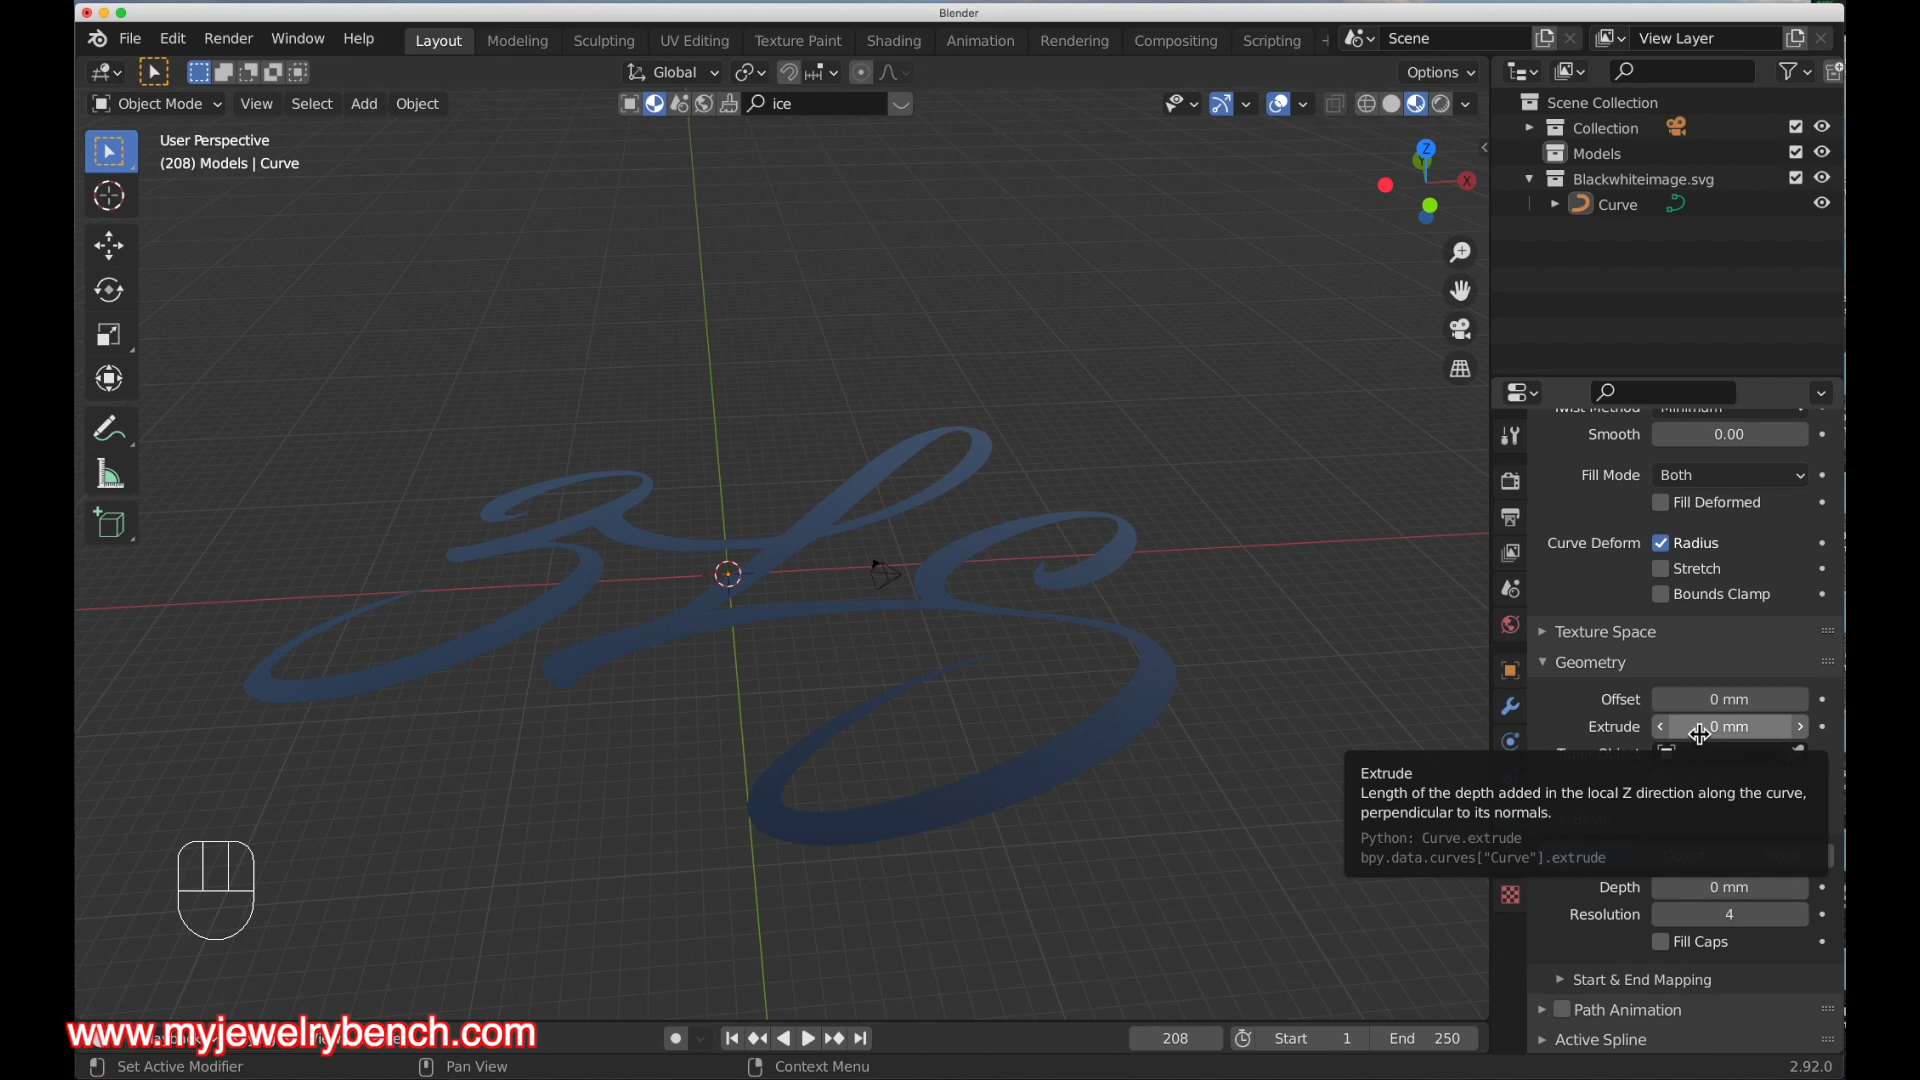 Blender
File Edit Render Window Help Layout Modeling Sculpting UV Editing Texture Paint Shading Animation Rendering Compositing Scripting Scene View Layer
Global Options
Object Mode View Select Add Object ice
User Perspective
(208) Models | Curve
Z
Y
X
Scene Collection
Collection
Models
Blackwhiteimage.svg
Curve
Twist Method Minimum
Smooth 0.00
Fill Mode Both
Fill Deformed
Curve Deform Radius
Stretch
Bounds Clamp
Texture Space
Geometry
Offset 0 mm
Extrude 0 mm
Extrude
Length of the depth added in the local Z direction along the curve,
perpendicular to its normals.
Python: Curve.extrude
bpy.data.curves["Curve"].extrude
Depth 0 mm
Resolution 4
Fill Caps
Start & End Mapping
Path Animation
Active Spline
www.myjewelrybench.com
208 Start 1 End 250
Set Active Modifier Pan View Context Menu 2.92.0